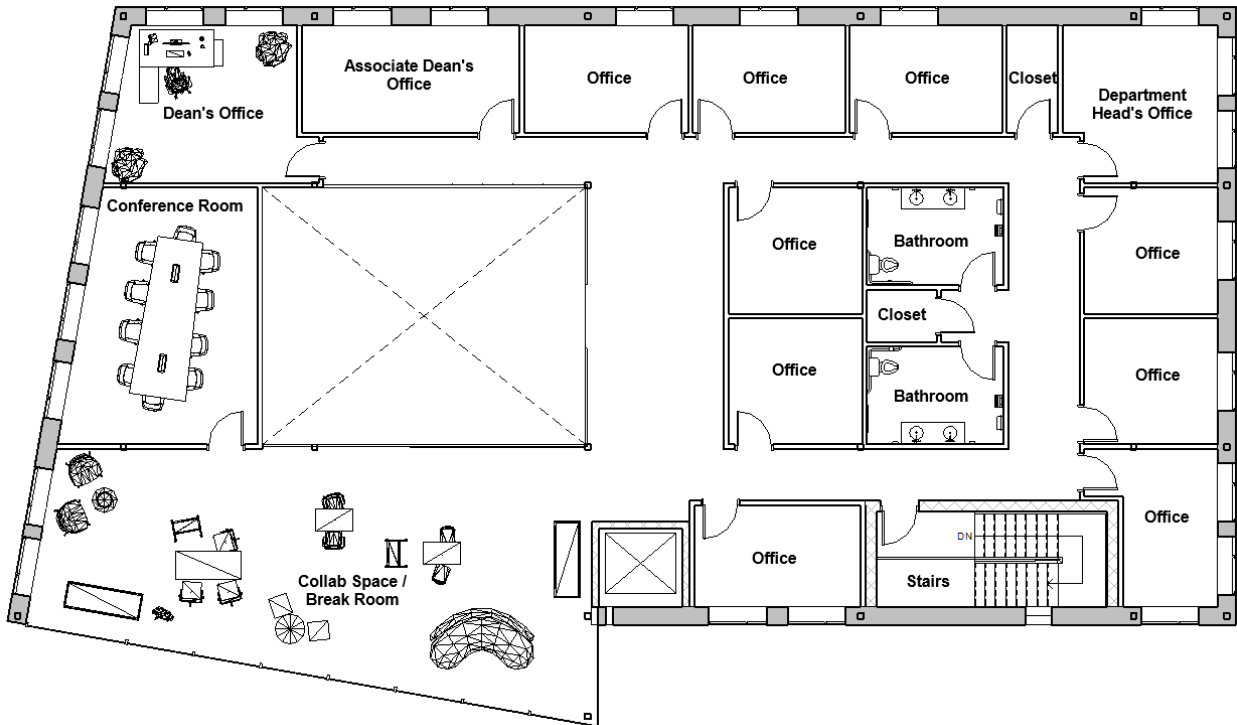 Associate Dean's
Office
Office
Office
Office
Closet
Department
Head's Office
Dean's Office
Conference Room
Office
Bathroom
Office
Closet
Office
Bathroom
Office
Office
DN
Office
Stairs
Collab Space /
Break Room